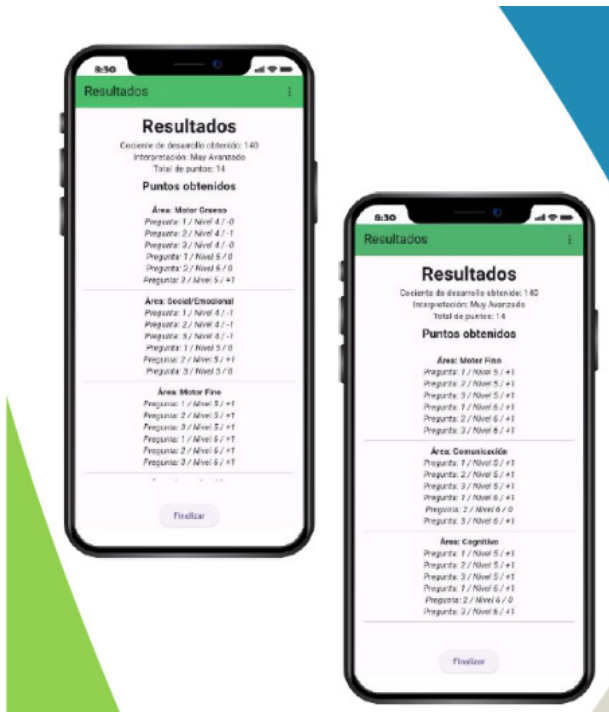 8:30
Resultados
Resultados
Cociente de desarrollo obtenido: 140
Interpretación: Muy Avanzado
Total de puntos: 14
Puntos obtenidos
Área: Motor Grueso
Pregunta: 1 / Nivel 4 / -0
Pregunta: 2 / Nivel 4 / -1
Pregunta: 3 / Nivel 4 / -0
Pregunta: 1 / Nivel 5 / 0
Pregunta: 2 / Nivel 5 / 0
Pregunta: 3 / Nivel 5 / +1
Área: Social/Emocional
Pregunta: 1 / Nivel 4 / -1
Pregunta: 2 / Nivel 4 / -1
Pregunta: 3 / Nivel 4 / -1
Pregunta: 1 / Nivel 5 / 0
Pregunta: 2 / Nivel 5 / +1
Pregunta: 3 / Nivel 5 / 0
Área: Motor Fino
Pregunta: 1 / Nivel 5 / +1
Pregunta: 2 / Nivel 5 / +1
Pregunta: 3 / Nivel 5 / +1
Pregunta: 1 / Nivel 6 / +1
Pregunta: 2 / Nivel 6 / +1
Pregunta: 3 / Nivel 6 / +1
Finalizar
8:30
Resultados
Resultados
Cociente de desarrollo obtenido: 140
Interpretación: Muy Avanzado
Total de puntos: 14
Puntos obtenidos
Área: Motor Fino
Pregunta: 1 / Nivel 5 / +1
Pregunta: 2 / Nivel 5 / +1
Pregunta: 3 / Nivel 5 / +1
Pregunta: 1 / Nivel 6 / +1
Pregunta: 2 / Nivel 6 / +1
Pregunta: 3 / Nivel 6 / +1
Área: Comunicación
Pregunta: 1 / Nivel 5 / +1
Pregunta: 2 / Nivel 5 / +1
Pregunta: 3 / Nivel 5 / +1
Pregunta: 1 / Nivel 6 / +1
Pregunta: 2 / Nivel 6 / 0
Pregunta: 3 / Nivel 6 / +1
Área: Cognitivo
Pregunta: 1 / Nivel 5 / +1
Pregunta: 2 / Nivel 5 / +1
Pregunta: 3 / Nivel 5 / +1
Pregunta: 1 / Nivel 6 / +1
Pregunta: 2 / Nivel 6 / 0
Pregunta: 3 / Nivel 6 / +1
Finalizar